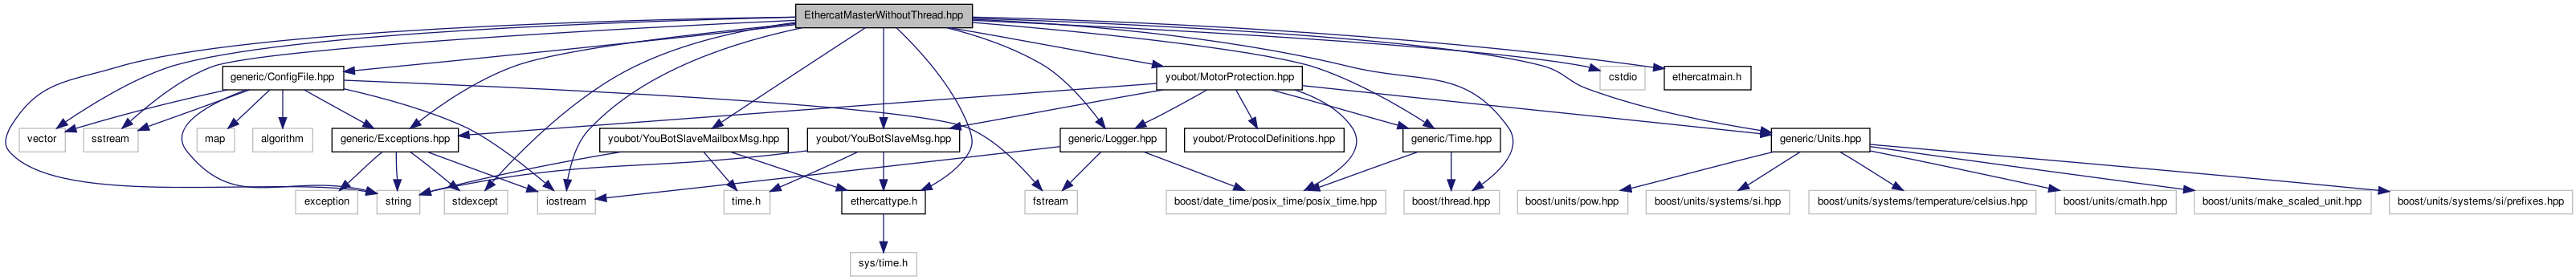 EthercatMasterWithoutThread.hpp
generic/ConfigFile.hpp
youbot/MotorProtection.hpp
cstdio
ethercatmain.h
vector
sstream
map
algorithm
generic/Exceptions.hpp
youbot/YouBotSlaveMailboxMsg.hpp
youbot/YouBotSlaveMsg.hpp
generic/Logger.hpp
youbot/ProtocolDefinitions.hpp
generic/Time.hpp
generic/Units.hpp
exception
string
stdexcept
iostream
time.h
ethercattype.h
fstream
boost/date_time/posix_time/posix_time.hpp
boost/thread.hpp
boost/units/pow.hpp
boost/units/systems/si.hpp
boost/units/systems/temperature/celsius.hpp
boost/units/cmath.hpp
boost/units/make_scaled_unit.hpp
boost/units/systems/si/prefixes.hpp
sys/time.h